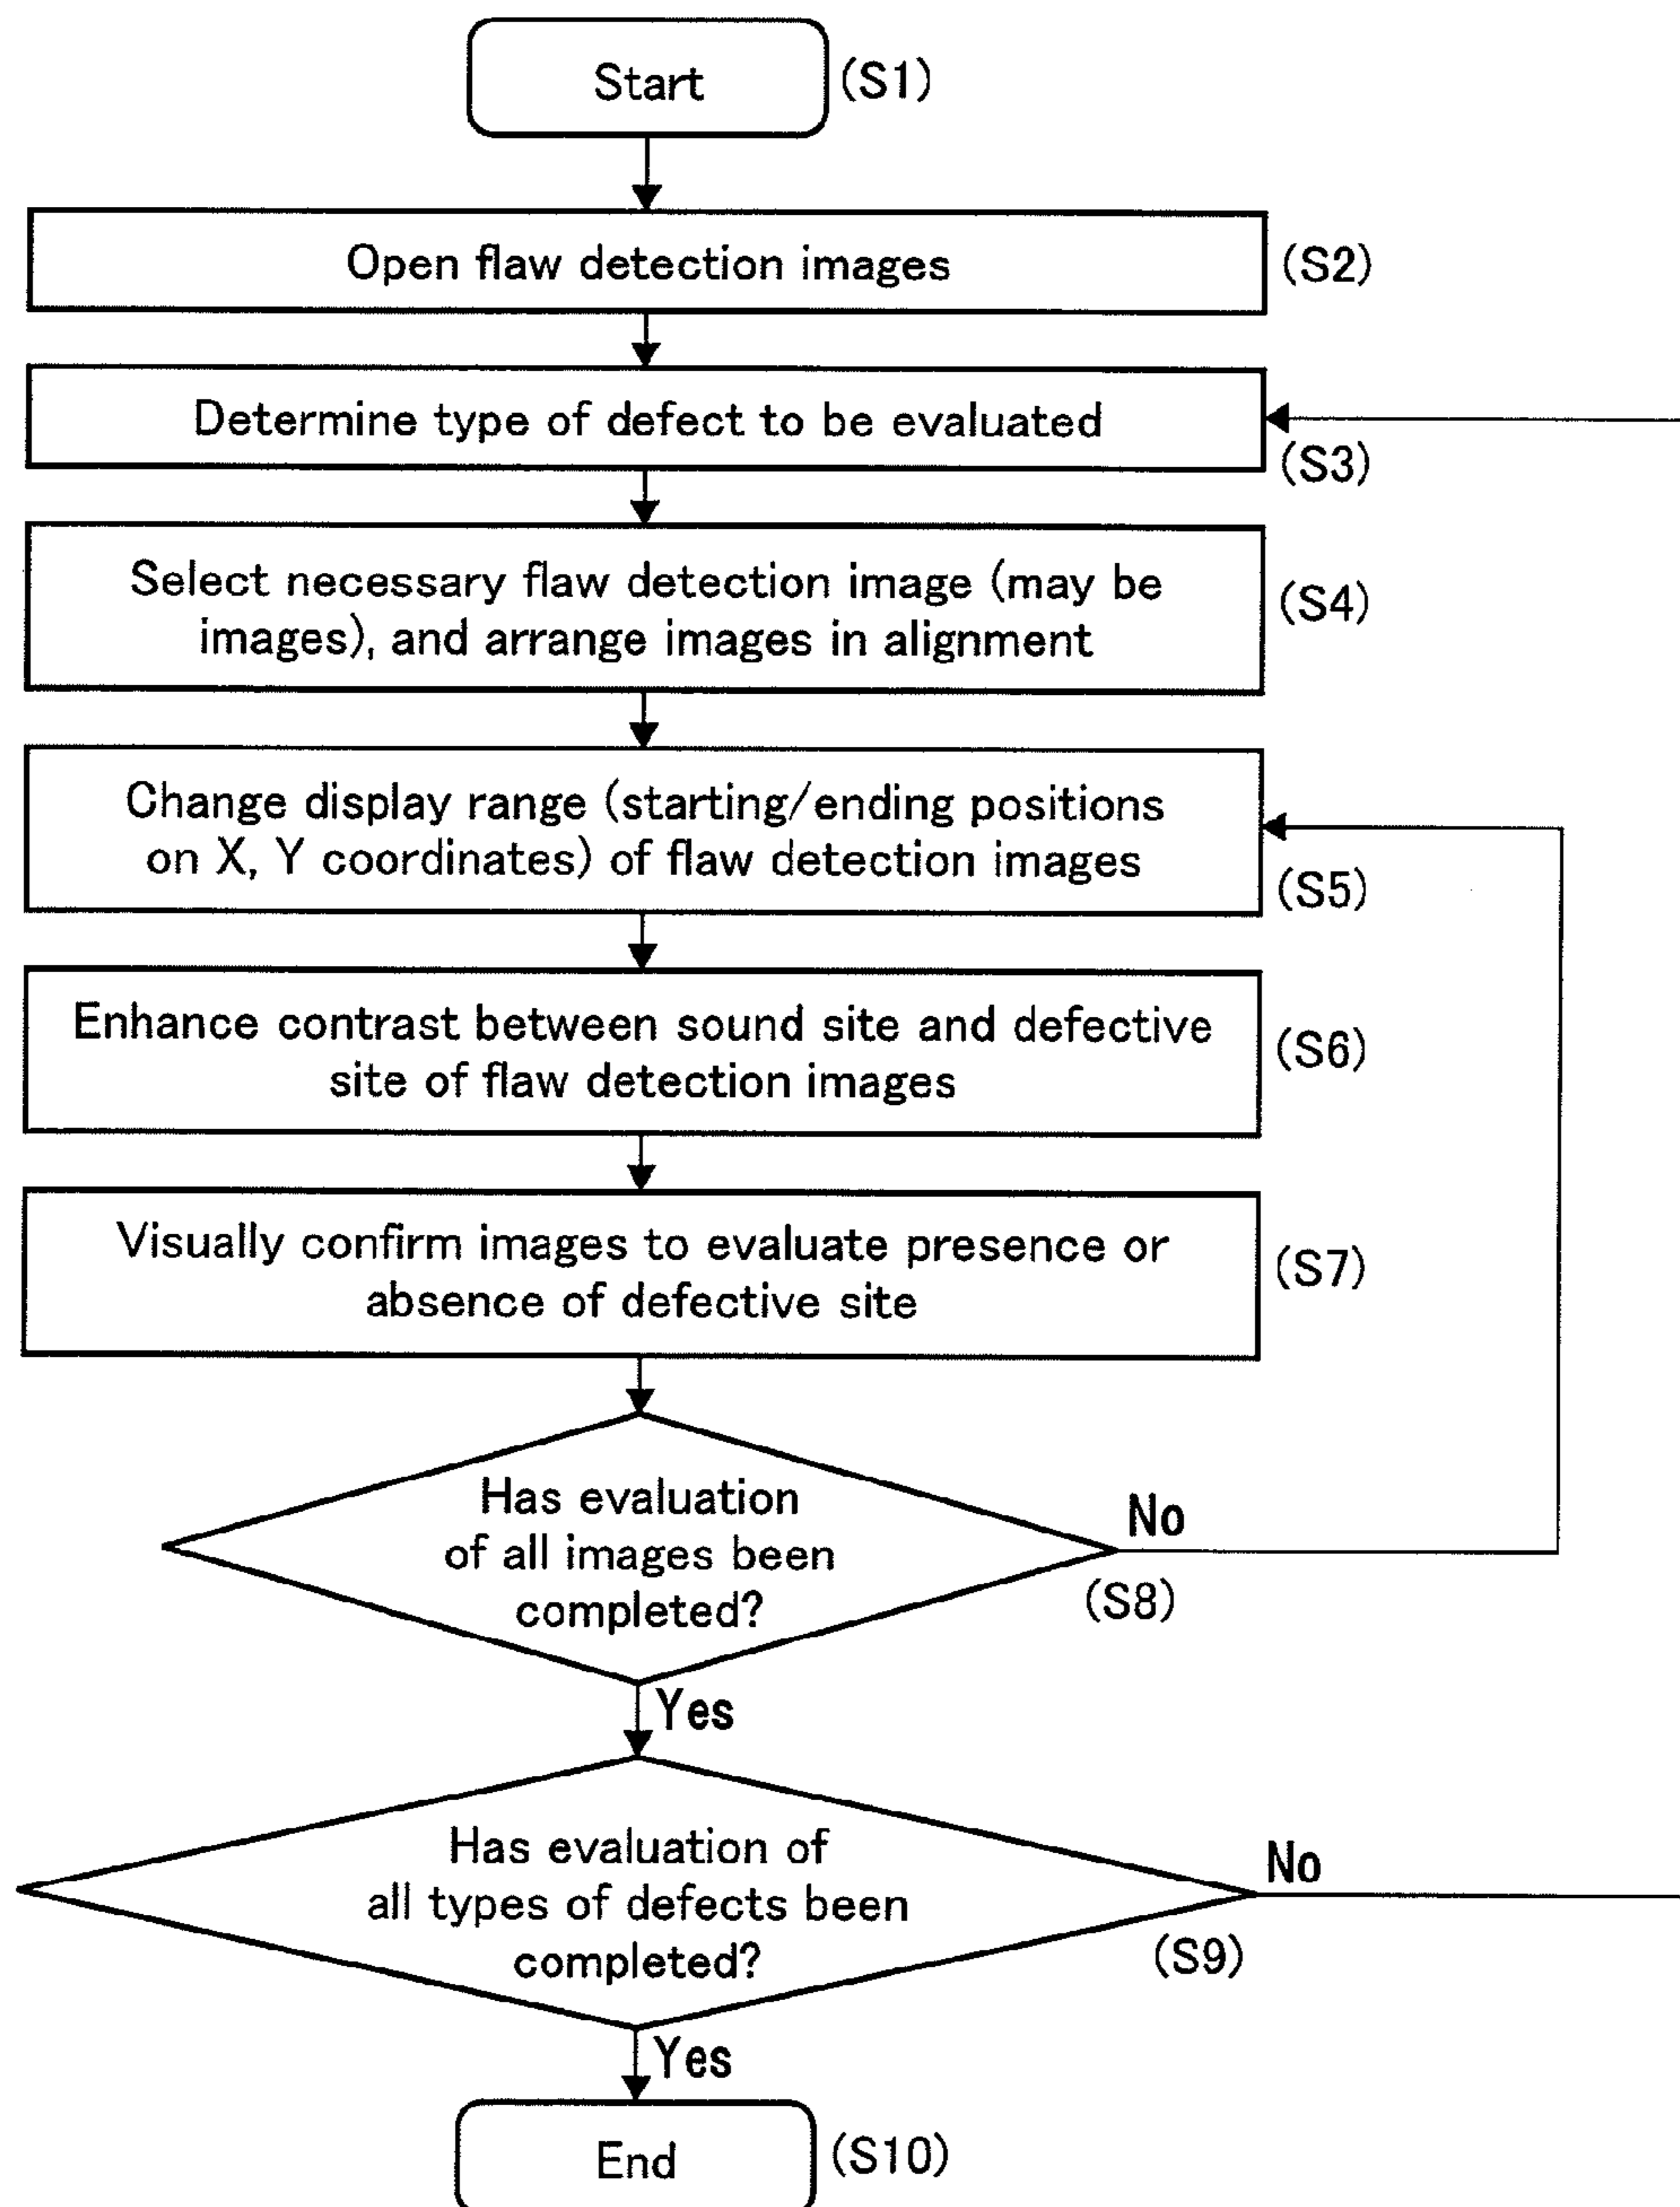 Start
(S1)
Open flaw detection images
(S2)
Determine type of defect to be evaluated
(S3)
Select necessary flaw detection image (may be
images), and arrange images in alignment
(S4)
Change display range (starting/ending positions
on X, Y coordinates) of flaw detection images
(S5)
Enhance contrast between sound site and defective
site of flaw detection images
(S6)
Visually confirm images to evaluate presence or
absence of defective site
(S7)
Has evaluation
of all images been
completed?
No
(S8)
Yes
Has evaluation of
all types of defects been
completed?
No
(S9)
Yes
End
(S10)